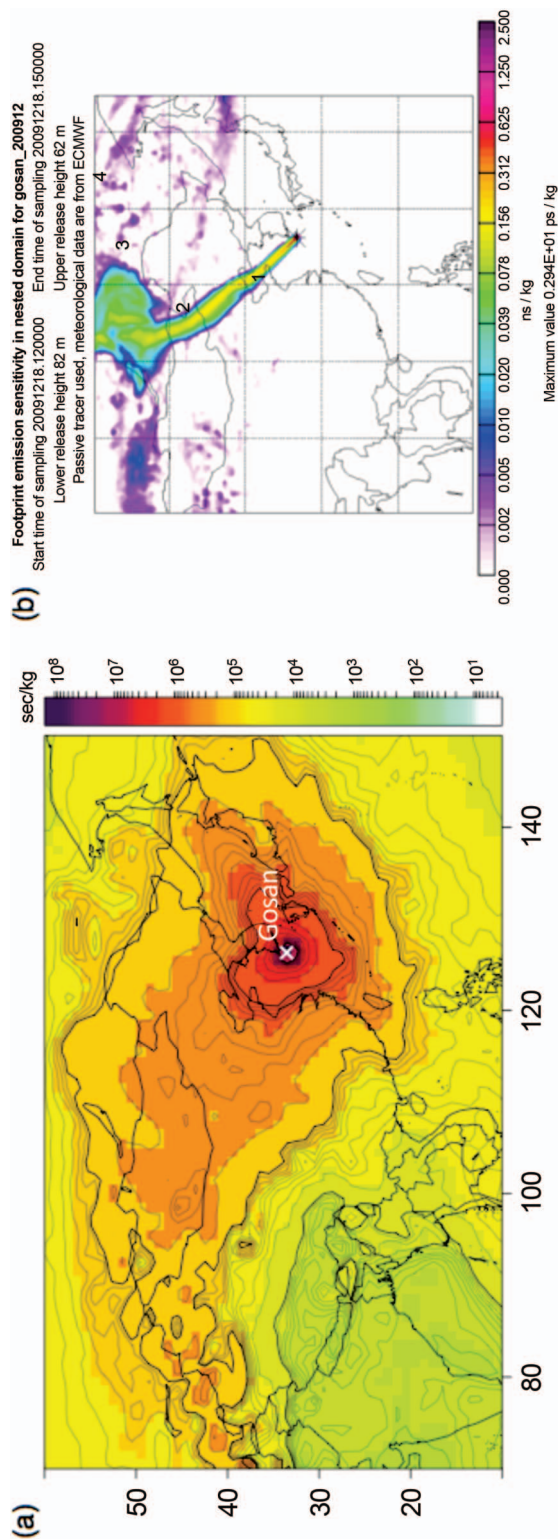 (a)
sec/kg
10⁸
10⁷
10⁶
10⁵
10⁴
10³
10²
10¹
Gosan
50
40
30
20
80
100
120
140
(b)
Footprint emission sensitivity in nested domain for gosan_200912
Start time of sampling 20091218.120000 End time of sampling 20091218.150000
Lower release height 82 m Upper release height 62 m
Passive tracer used, meteorological data are from ECMWF
4
3
2
1
0.000 0.002 0.005 0.010 0.020 0.039 0.078 0.156 0.312 0.625 1.250 2.500
ns / kg
Maximum value 0.294E+01 ps / kg